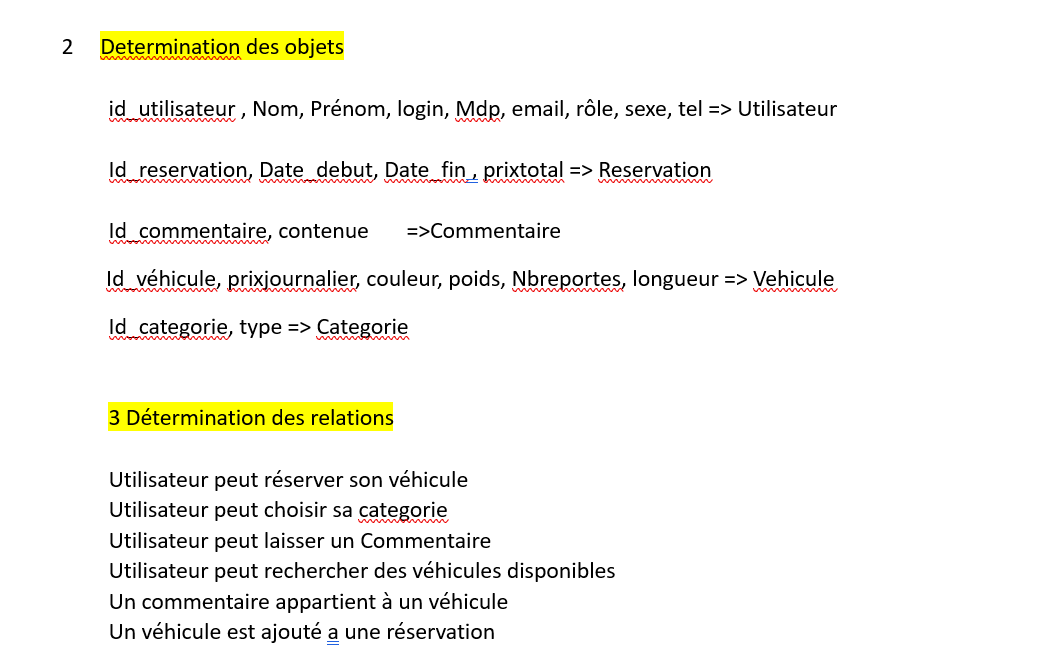 2 Determination des objets
id_utilisateur , Nom, Prénom, login, Mdp, email, rôle, sexe, tel => Utilisateur
Id_reservation, Date_debut, Date_fin , prixtotal => Reservation
Id_commentaire, contenue =>Commentaire
Id_véhicule, prixjournalier, couleur, poids, Nbreportes, longueur => Vehicule
Id_categorie, type => Categorie
3 Détermination des relations
Utilisateur peut réserver son véhicule
Utilisateur peut choisir sa categorie
Utilisateur peut laisser un Commentaire
Utilisateur peut rechercher des véhicules disponibles
Un commentaire appartient à un véhicule
Un véhicule est ajouté a une réservation